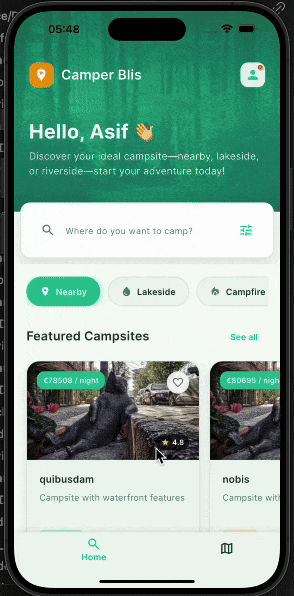 05:48
Camper Blis
Hello, Asif 👋
Discover your ideal campsite—nearby, lakeside,
or riverside—start your adventure today!
Where do you want to camp?
Nearby
Lakeside
Campfire
Featured Campsites
See all
€78508 / night
€80695 / nigh
4.8
quibusdam
nobis
Campsite with waterfront features
Campsite with
Home